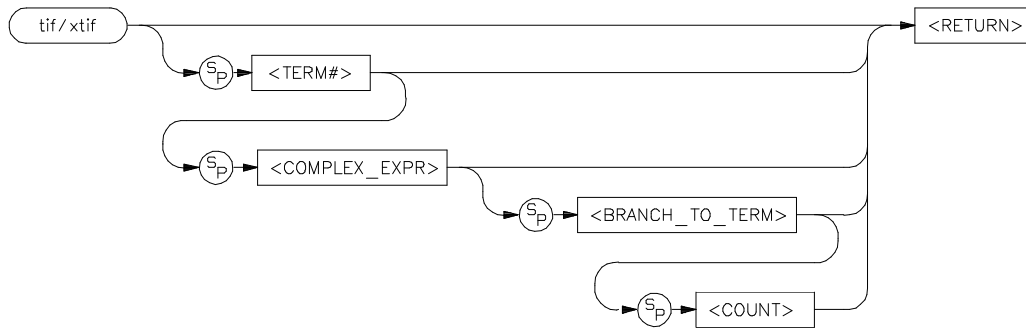 tif/xtif
<RETURN>
SP
<TERM#>
SP
<COMPLEX_EXPR>
SP
<BRANCH_TO_TERM>
SP
<COUNT>